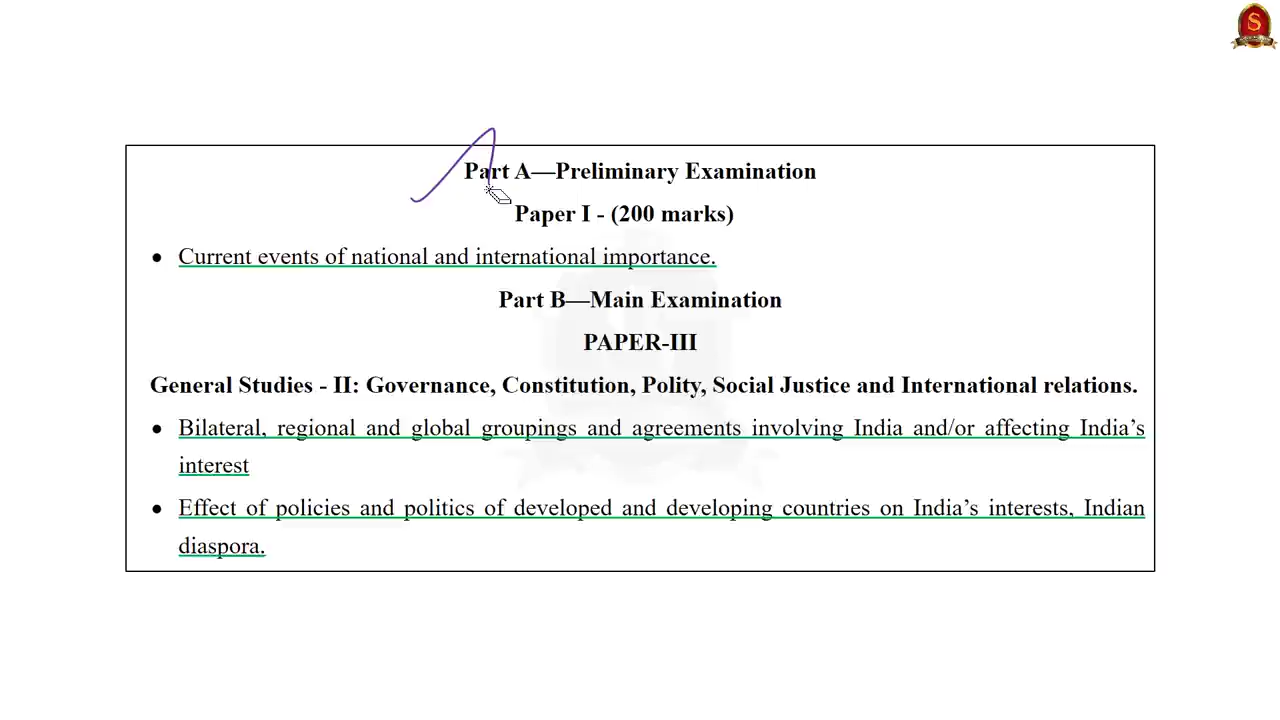 S
Part A—Preliminary Examination
Paper I - (200 marks)
• Current events of national and international importance.
Part B—Main Examination
PAPER-III
General Studies - II: Governance, Constitution, Polity, Social Justice and International relations.
• Bilateral, regional and global groupings and agreements involving India and/or affecting India’s
interest
• Effect of policies and politics of developed and developing countries on India’s interests, Indian
diaspora.